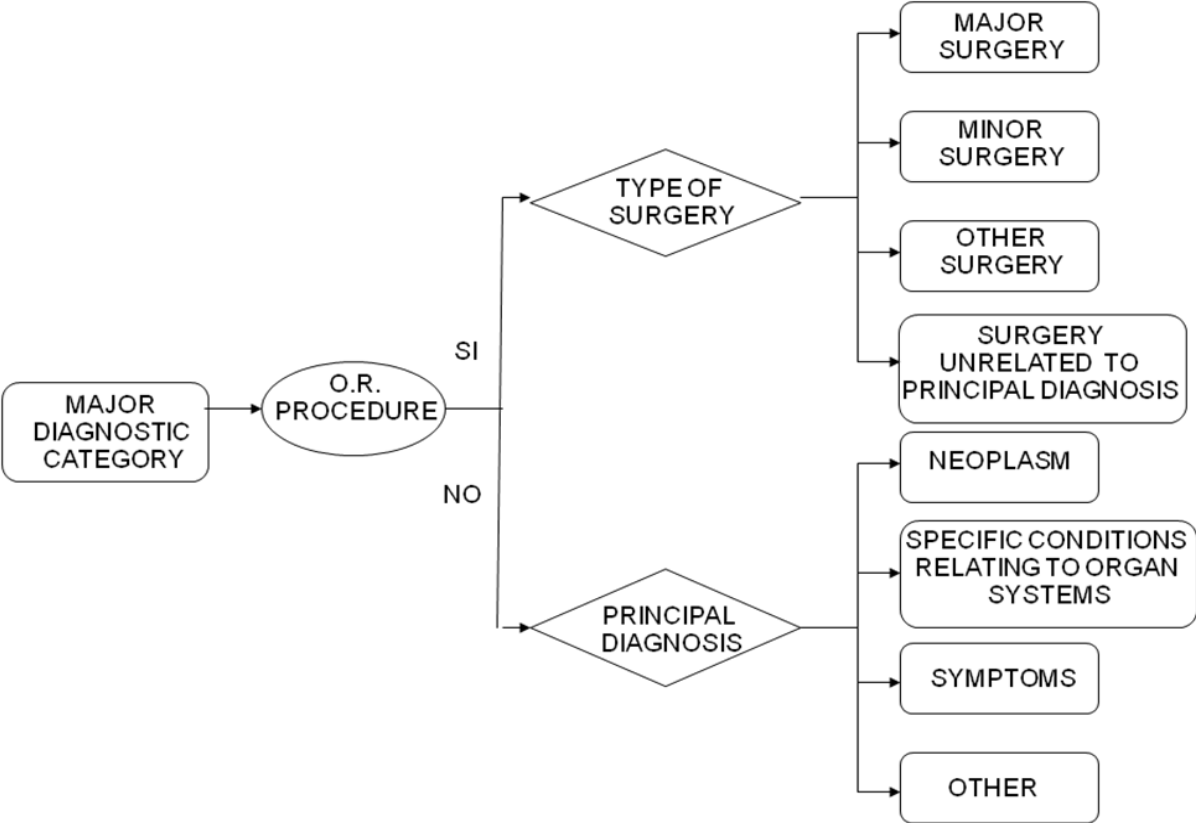 MAJOR
SURGERY
MINOR
SURGERY
TYPE OF
SURGERY
OTHER
SURGERY
SURGERY
UNRELATED TO
PRINCIPAL DIAGNOSIS
SI
O.R.
PROCEDURE
MAJOR
DIAGNOSTIC
CATEGORY
NO
NEOPLASM
SPECIFIC CONDITIONS
RELATING TO ORGAN
SYSTEMS
PRINCIPAL
DIAGNOSIS
SYMPTOMS
OTHER